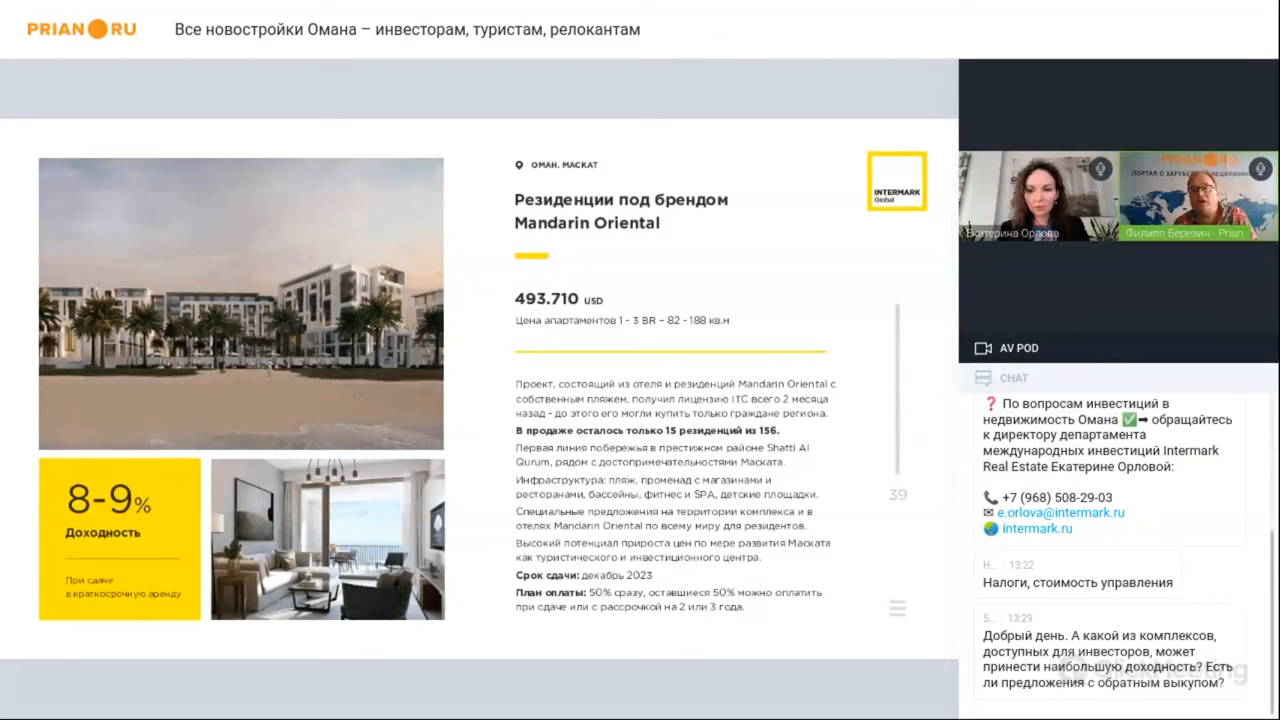 PRIAN RU
Все новостройки Омана – инвесторам, туристам, релокантам
ОМАН. МАСКАТ
Резиденции под брендом
Mandarin Oriental
INTERMARK
Global
493.710 USD
Цена апартаментов 1 - 3 BR – 82 - 188 кв.м
Проект, состоящий из отеля и резиденций Mandarin Oriental с
собственным пляжем, получил лицензию ITC всего 2 месяца
назад - до этого его могли купить только граждане региона.
В продаже осталось только 15 резиденций из 156.
Первая линия побережья в престижном районе Shatti Al
Qurum, рядом с достопримечательностями Маската.
Инфраструктура: пляж, променад с магазинами и
ресторанами, бассейны, фитнес и SPA, детские площадки.
Специальные предложения на территории комплекса и в
отелях Mandarin Oriental по всему миру для резидентов.
Высокий потенциал прироста цен по мере развития Маската
как туристического и инвестиционного центра.
Срок сдачи: декабрь 2023
План оплаты: 50% сразу, оставшиеся 50% можно оплатить
при сдаче или с рассрочкой на 2 или 3 года.
39
8-9%
Доходность
При сдаче
в краткосрочную аренду
PRIAN RU
ПОРТАЛ О ЗАРУБЕЖНОЙ НЕДВИЖИМ
Екатерина Орлова
Филипп Березин - Prian
AV POD
CHAT
❓ По вопросам инвестиций в
недвижимость Омана ✅➡ обращайтесь
к директору департамента
международных инвестиций Intermark
Real Estate Екатерине Орловой:
📞 +7 (968) 508-29-03
✉ e.orlova@intermark.ru
🌏 intermark.ru
H... · 13:22
Налоги, стоимость управления
S... · 13:29
Добрый день. А какой из комплексов,
доступных для инвесторов, может
принести наибольшую доходность? Есть
ли предложения с обратным выкупом?
ClickMeeting